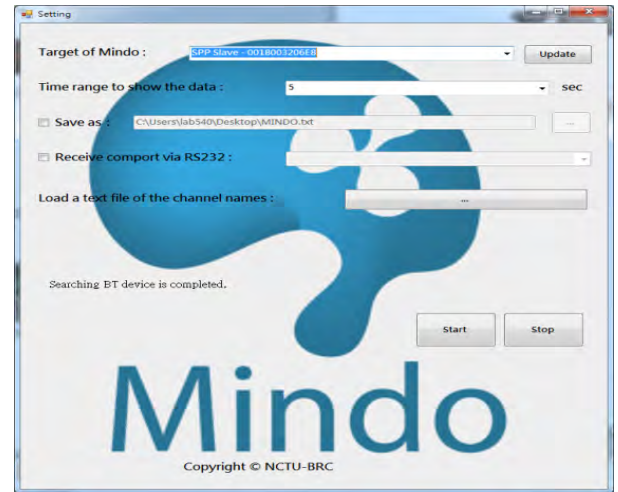 Setting
Target of Mindo : SPP Slave - 0018003206E8 Update
Time range to show the data : 5 sec
Save as : C:\Users\lab540\Desktop\MINDO.txt ...
Receive comport via RS232 :
Load a text file of the channel names : ...
Searching BT device is completed.
Start Stop
Mindo
Copyright © NCTU-BRC